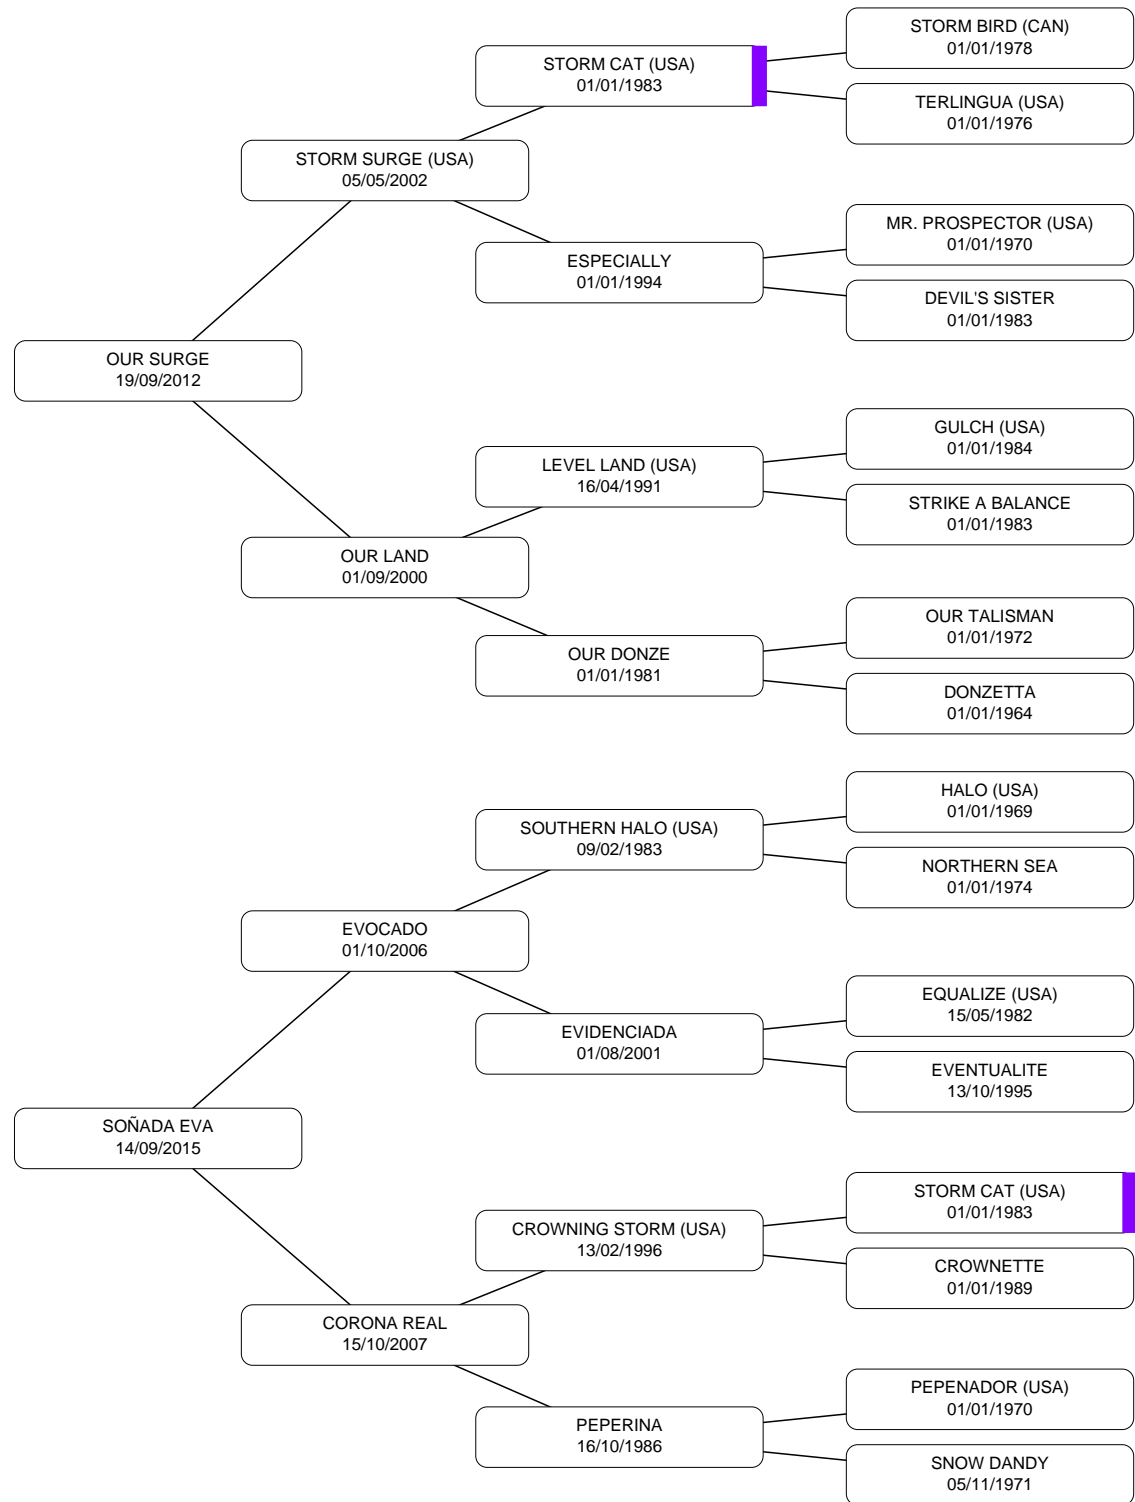 STORM BIRD (CAN)
01/01/1978
STORM CAT (USA)
01/01/1983
TERLINGUA (USA)
01/01/1976
STORM SURGE (USA)
05/05/2002
MR. PROSPECTOR (USA)
01/01/1970
ESPECIALLY
01/01/1994
DEVIL'S SISTER
01/01/1983
OUR SURGE
19/09/2012
GULCH (USA)
01/01/1984
LEVEL LAND (USA)
16/04/1991
STRIKE A BALANCE
01/01/1983
OUR LAND
01/09/2000
OUR TALISMAN
01/01/1972
OUR DONZE
01/01/1981
DONZETTA
01/01/1964
HALO (USA)
01/01/1969
SOUTHERN HALO (USA)
09/02/1983
NORTHERN SEA
01/01/1974
EVOCADO
01/10/2006
EQUALIZE (USA)
15/05/1982
EVIDENCIADA
01/08/2001
EVENTUALITE
13/10/1995
SOÑADA EVA
14/09/2015
STORM CAT (USA)
01/01/1983
CROWNING STORM (USA)
13/02/1996
CROWNETTE
01/01/1989
CORONA REAL
15/10/2007
PEPENADOR (USA)
01/01/1970
PEPERINA
16/10/1986
SNOW DANDY
05/11/1971